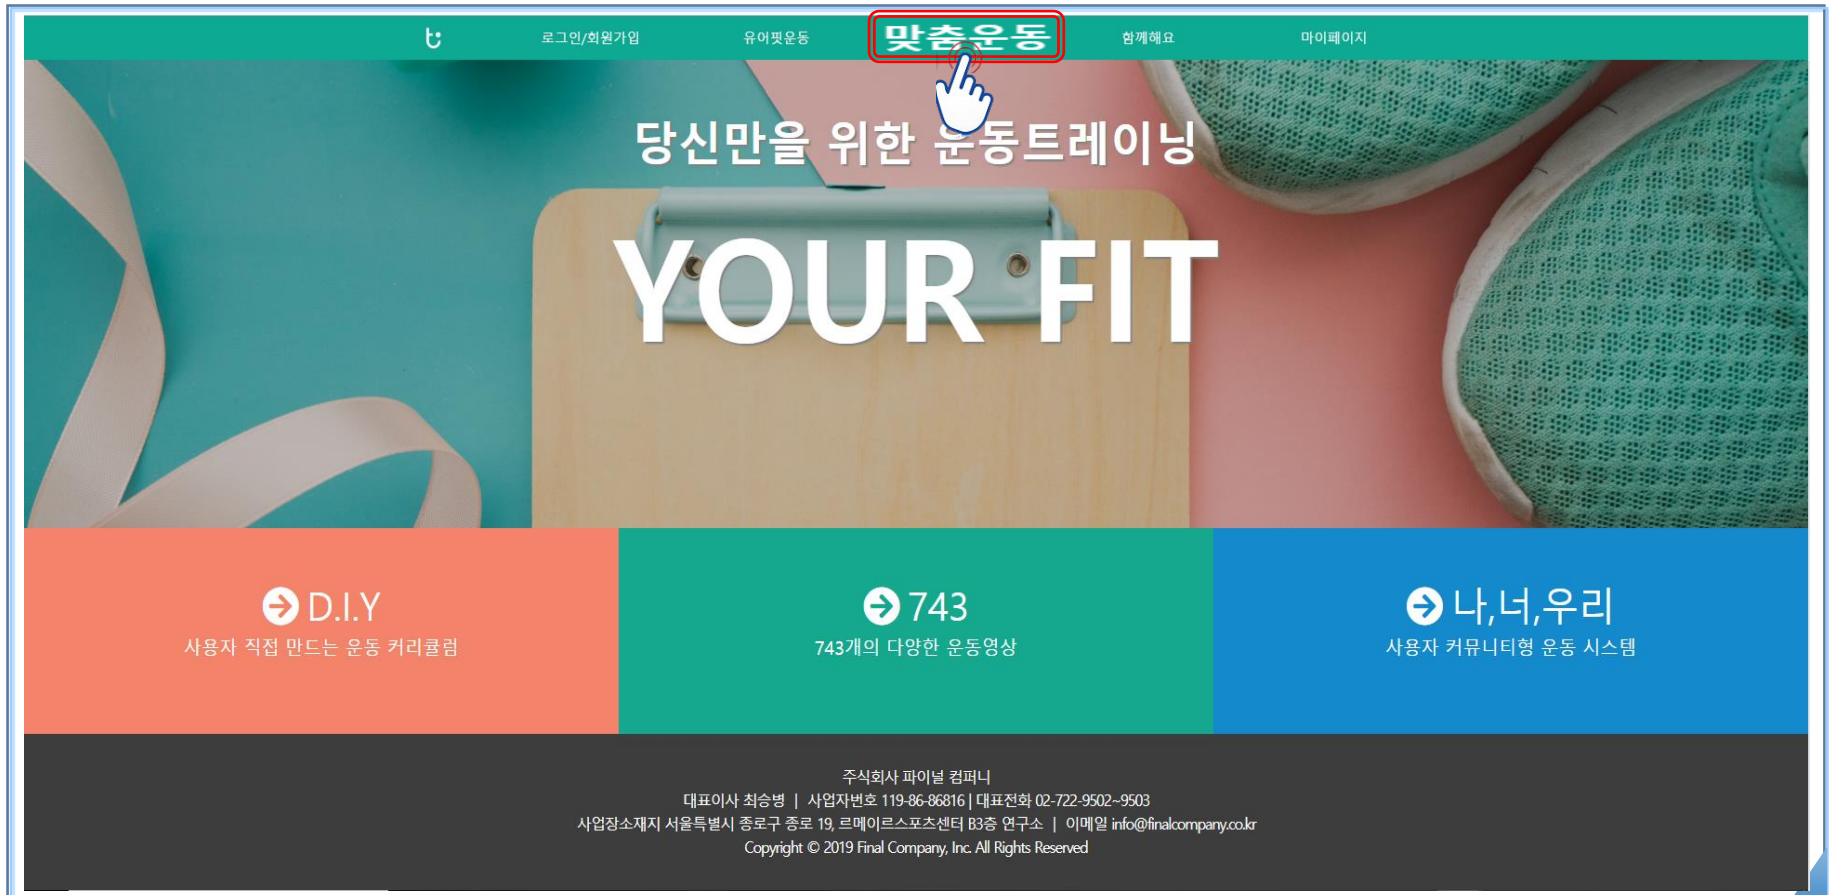 로그인/회원가입 유어핏운동 맞춤운동 함께해요 마이페이지
당신만을 위한 운동트레이닝
YOUR FIT
D.I.Y
사용자 직접 만드는 운동 커리큘럼
743
743개의 다양한 운동영상
나,너,우리
사용자 커뮤니티형 운동 시스템
주식회사 파이널 컴퍼니
대표이사 최승병 | 사업자번호 119-86-86816 | 대표전화 02-722-9502~9503
사업장소재지 서울특별시 종로구 종로 19, 르메이르스포츠센터 B3층 연구소 | 이메일 info@finalcompany.co.kr
Copyright © 2019 Final Company, Inc. All Rights Reserved